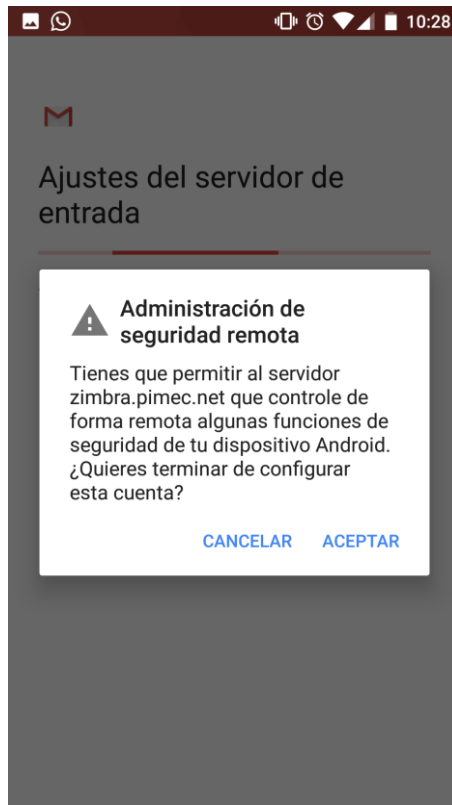 10:28
Ajustes del servidor de
entrada
Administración de
seguridad remota
Tienes que permitir al servidor
zimbra.pimec.net que controle de
forma remota algunas funciones de
seguridad de tu dispositivo Android.
¿Quieres terminar de configurar
esta cuenta?
CANCELAR ACEPTAR